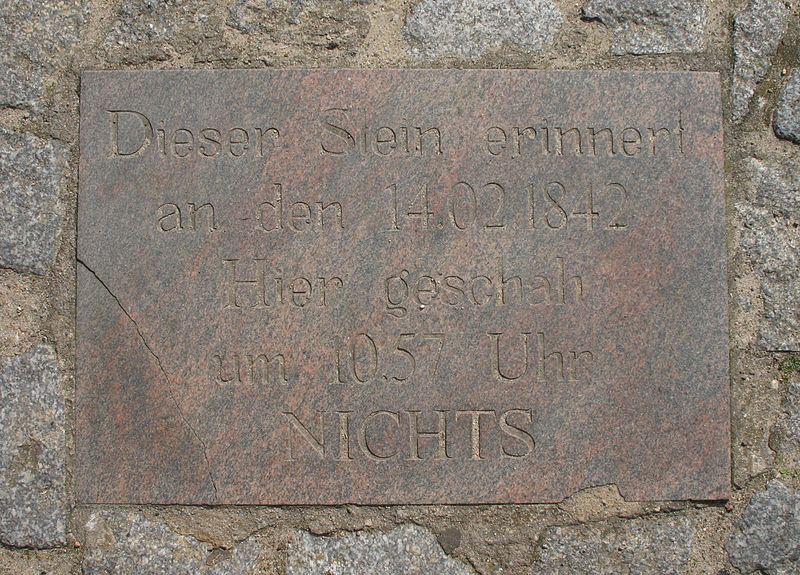 Dieser Stein erinnert
an den 14.02.1842
Hier geschah
um 10:57 Uhr
NICHTS